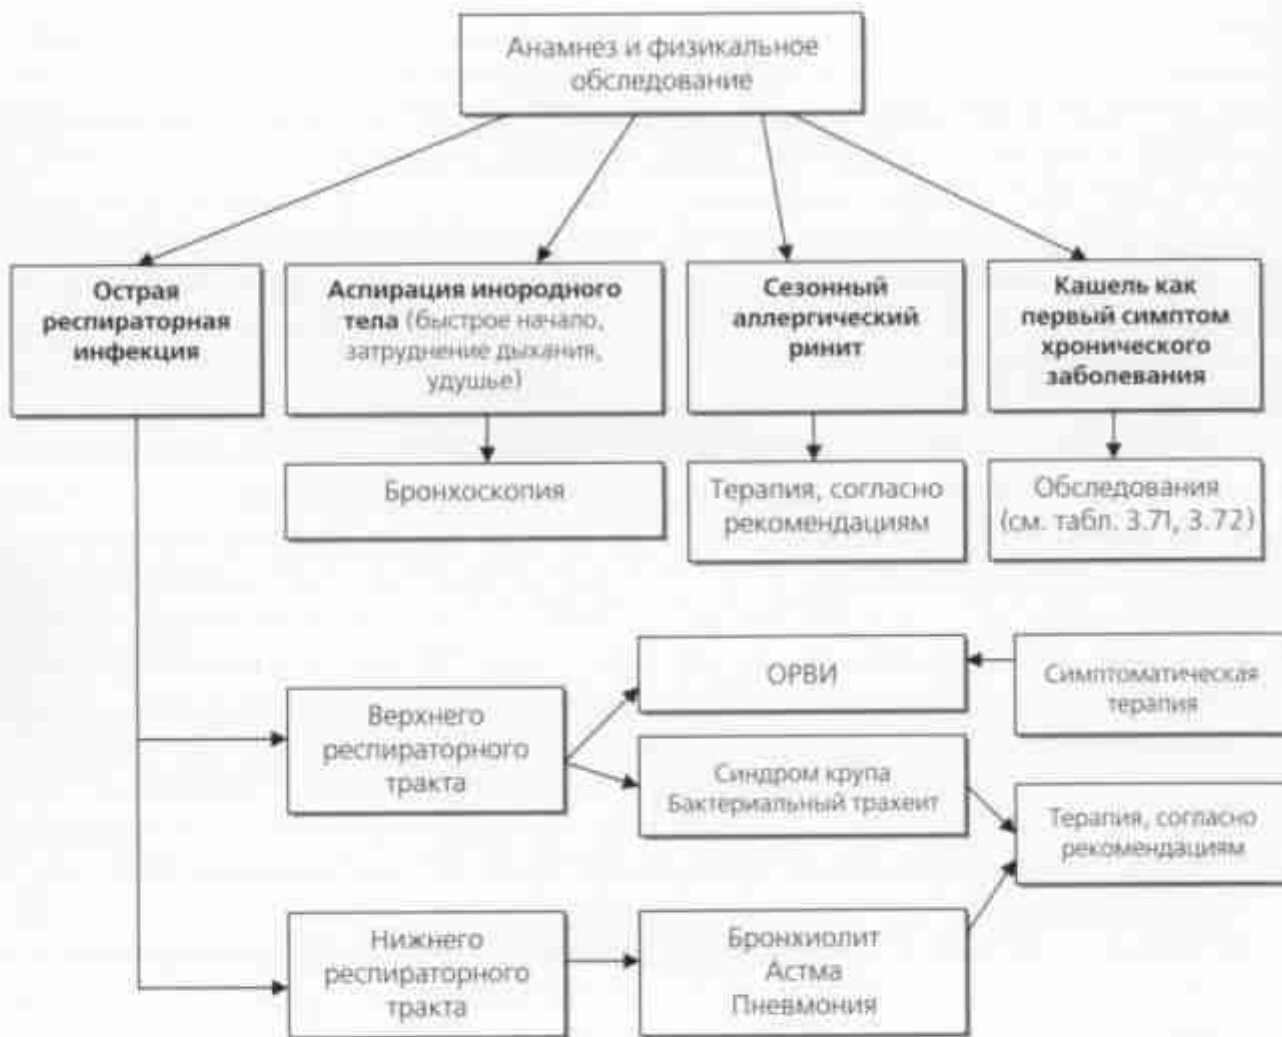 Анамнез и физикальное
обследование
Острая
респираторная
инфекция
Аспирация инородного
тела (быстрое начало,
затруднение дыхания,
удушье)
Сезонный
аллергический
ринит
Кашель как
первый симптом
хронического
заболевания
Бронхоскопия
Терапия, согласно
рекомендациям
Обследования
(см. табл. 3.71, 3.72)
Верхнего
респираторного
тракта
ОРВИ
Симптоматическая
терапия
Синдром крупа
Бактериальный трахеит
Терапия, согласно
рекомендациям
Нижнего
респираторного
тракта
Бронхиолит
Астма
Пневмония